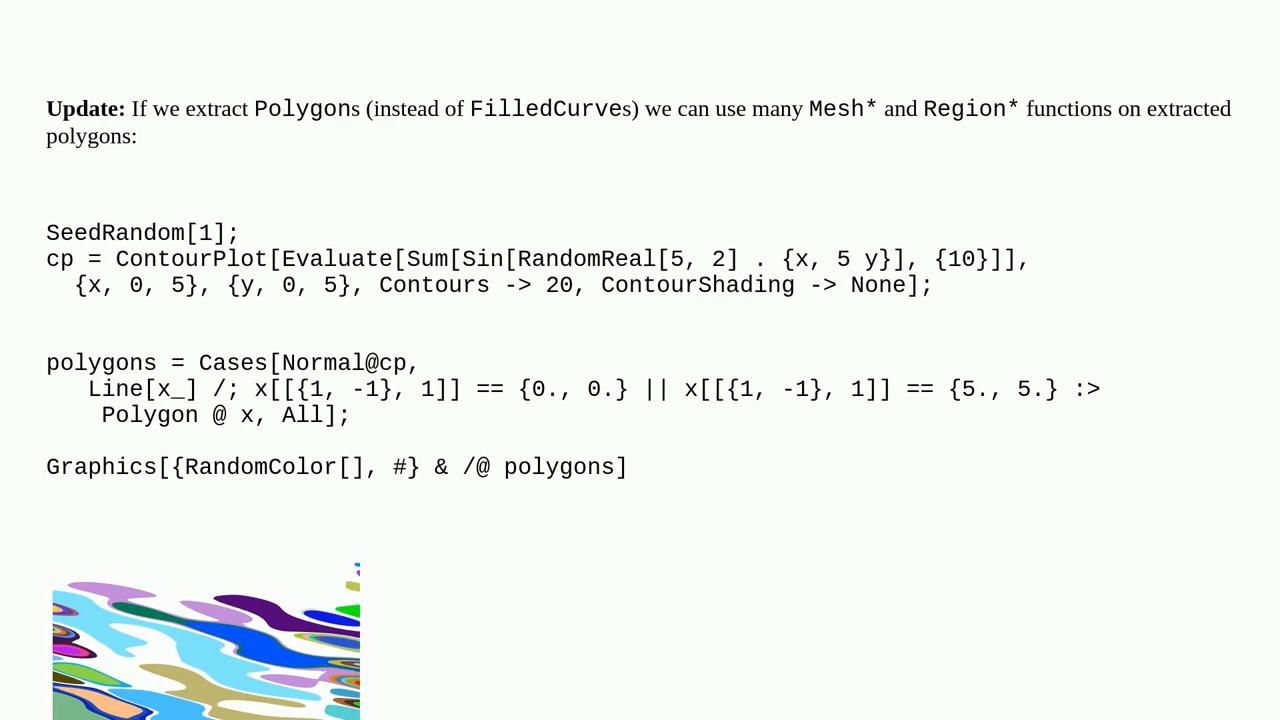 Update: If we extract Polygons (instead of FilledCurves) we can use many Mesh* and Region* functions on extracted
polygons:
SeedRandom[1];
cp = ContourPlot[Evaluate[Sum[Sin[RandomReal[5, 2] . {x, 5 y}], {10}]],
  {x, 0, 5}, {y, 0, 5}, Contours -> 20, ContourShading -> None];
polygons = Cases[Normal@cp,
   Line[x_] /; x[[{1, -1}, 1]] == {0., 0.} || x[[{1, -1}, 1]] == {5., 5.} :>
    Polygon @ x, All];
Graphics[{RandomColor[], #} & /@ polygons]